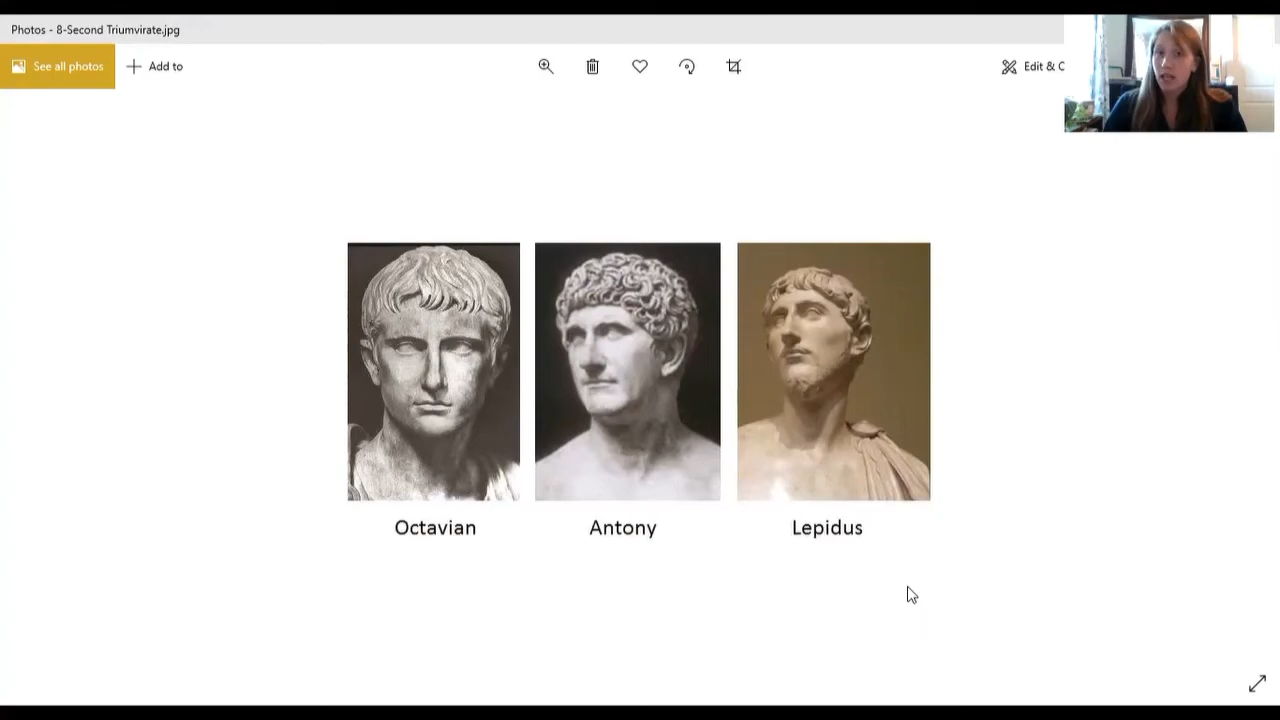 Photos - 8-Second Triumvirate.jpg
See all photos
Add to
Edit & C
Octavian
Antony
Lepidus